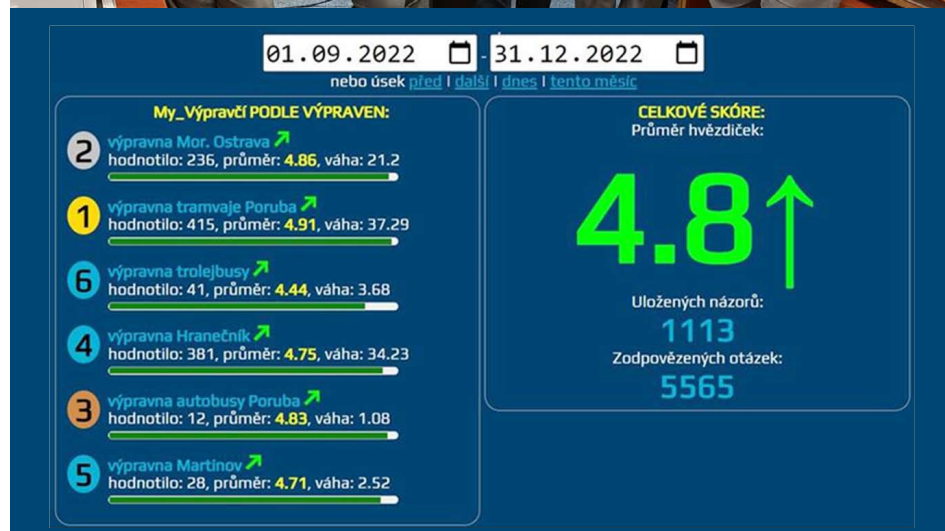 01.09.2022 - 31.12.2022
nebo úsek před | další | dnes | tento měsíc
My_Výpravčí PODLE VÝPRAVEN:
2 výpravna Mor. Ostrava
hodnotilo: 236, průměr: 4.86, váha: 21.2
1 výpravna tramvaje Poruba
hodnotilo: 415, průměr: 4.91, váha: 37.29
6 výpravna trolejbusy
hodnotilo: 41, průměr: 4.44, váha: 3.68
4 výpravna Hranečník
hodnotilo: 381, průměr: 4.75, váha: 34.23
3 výpravna autobusy Poruba
hodnotilo: 12, průměr: 4.83, váha: 1.08
5 výpravna Martinov
hodnotilo: 28, průměr: 4.71, váha: 2.52
CELKOVÉ SKÓRE:
Průměr hvězdiček:
4.8↑
Uložených názorů:
1113
Zodpovězených otázek:
5565